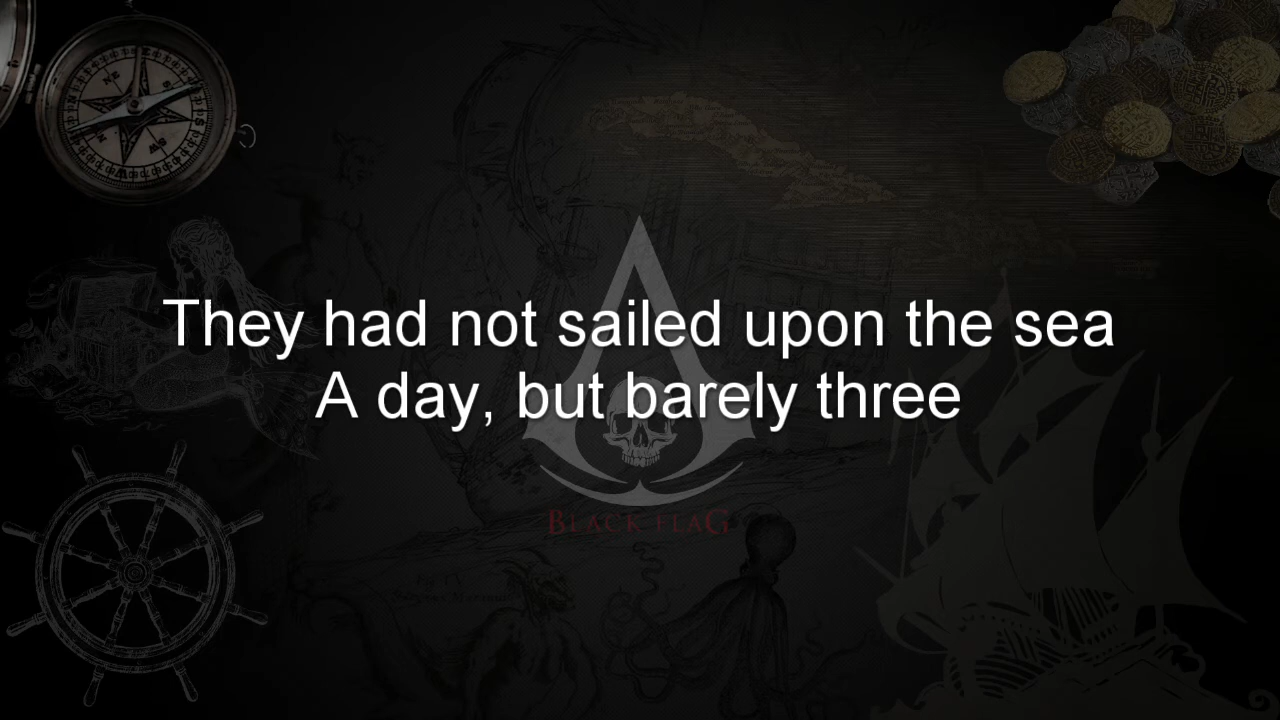 They had not sailed upon the sea
A day, but barely three
BLACK FLAG